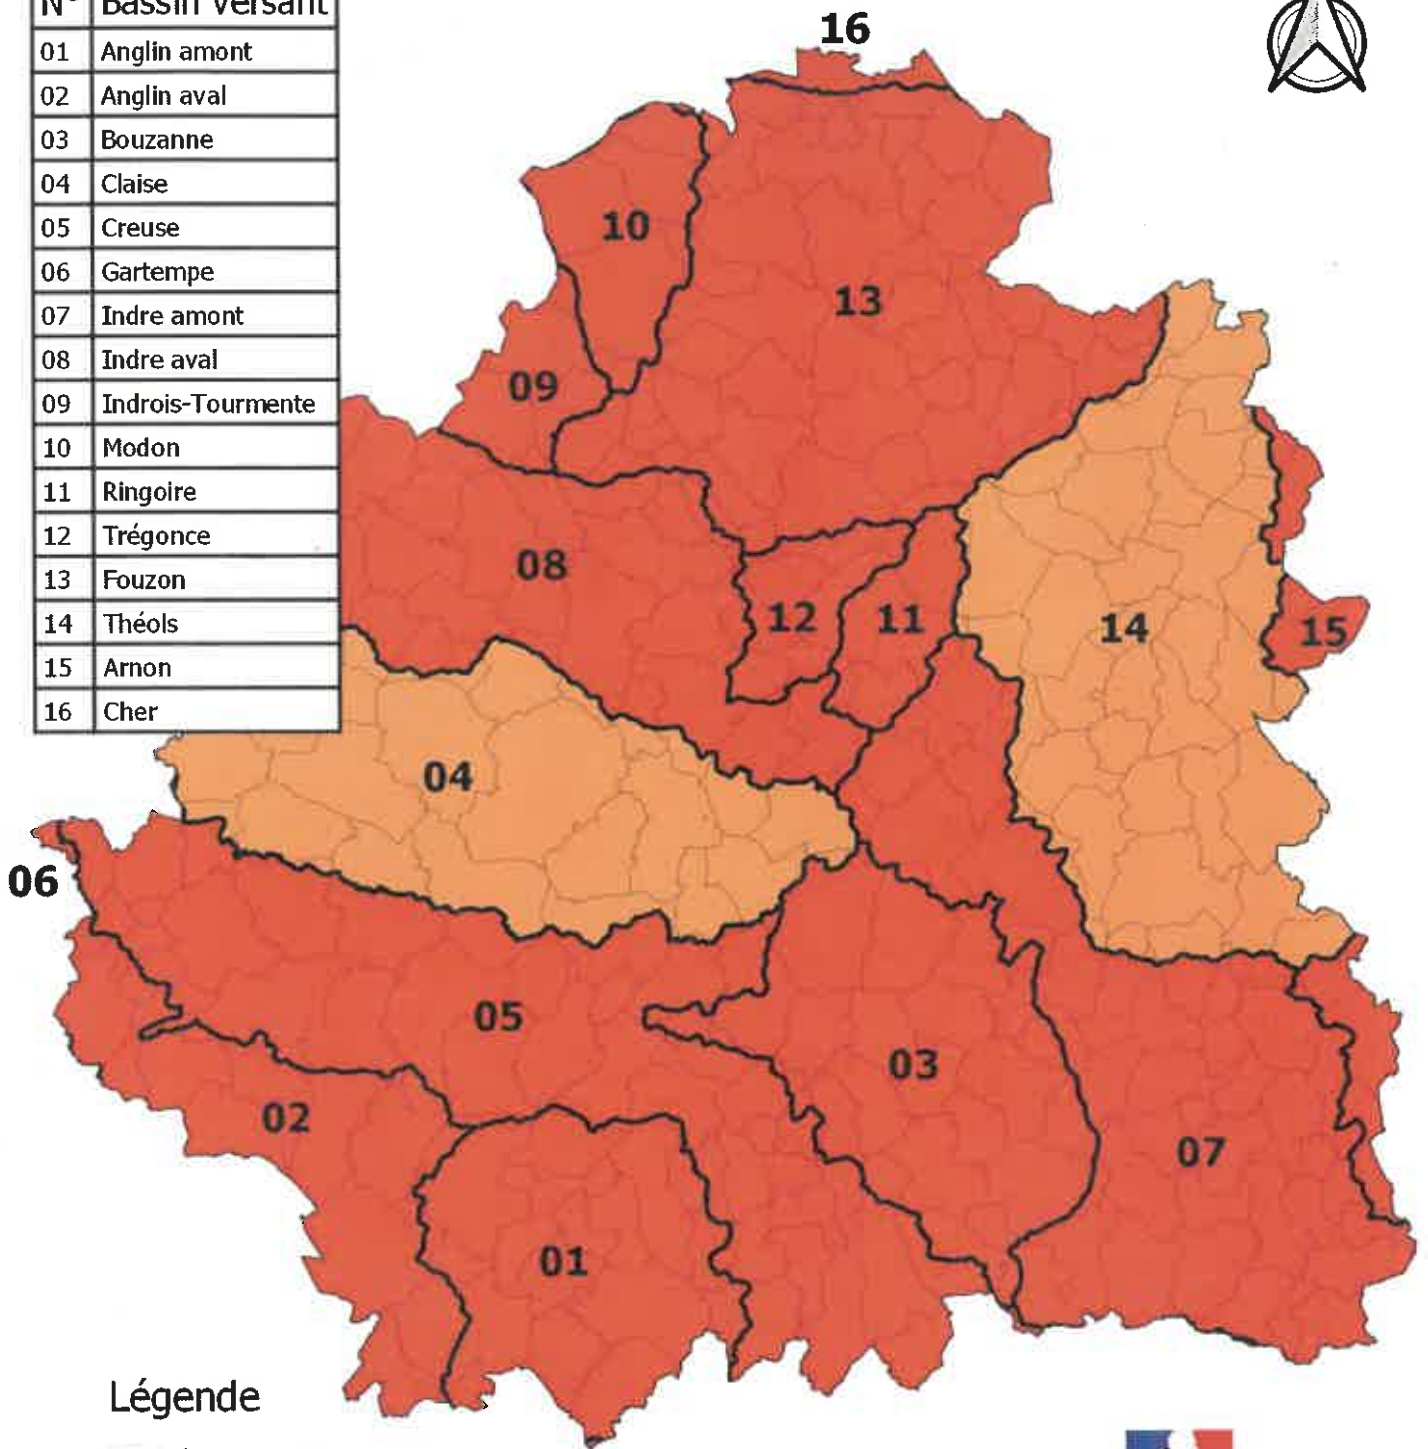 N° Bassin versant
01 Anglin amont
02 Anglin aval
03 Bouzanne
04 Claise
05 Creuse
06 Gartempe
07 Indre amont
08 Indre aval
09 Indrois-Tourmente
10 Modon
11 Ringoire
12 Trégonce
13 Fouzon
14 Théols
15 Arnon
16 Cher
16
10
13
09
08
12
11
14
15
04
06
05
03
02
07
01
Légende